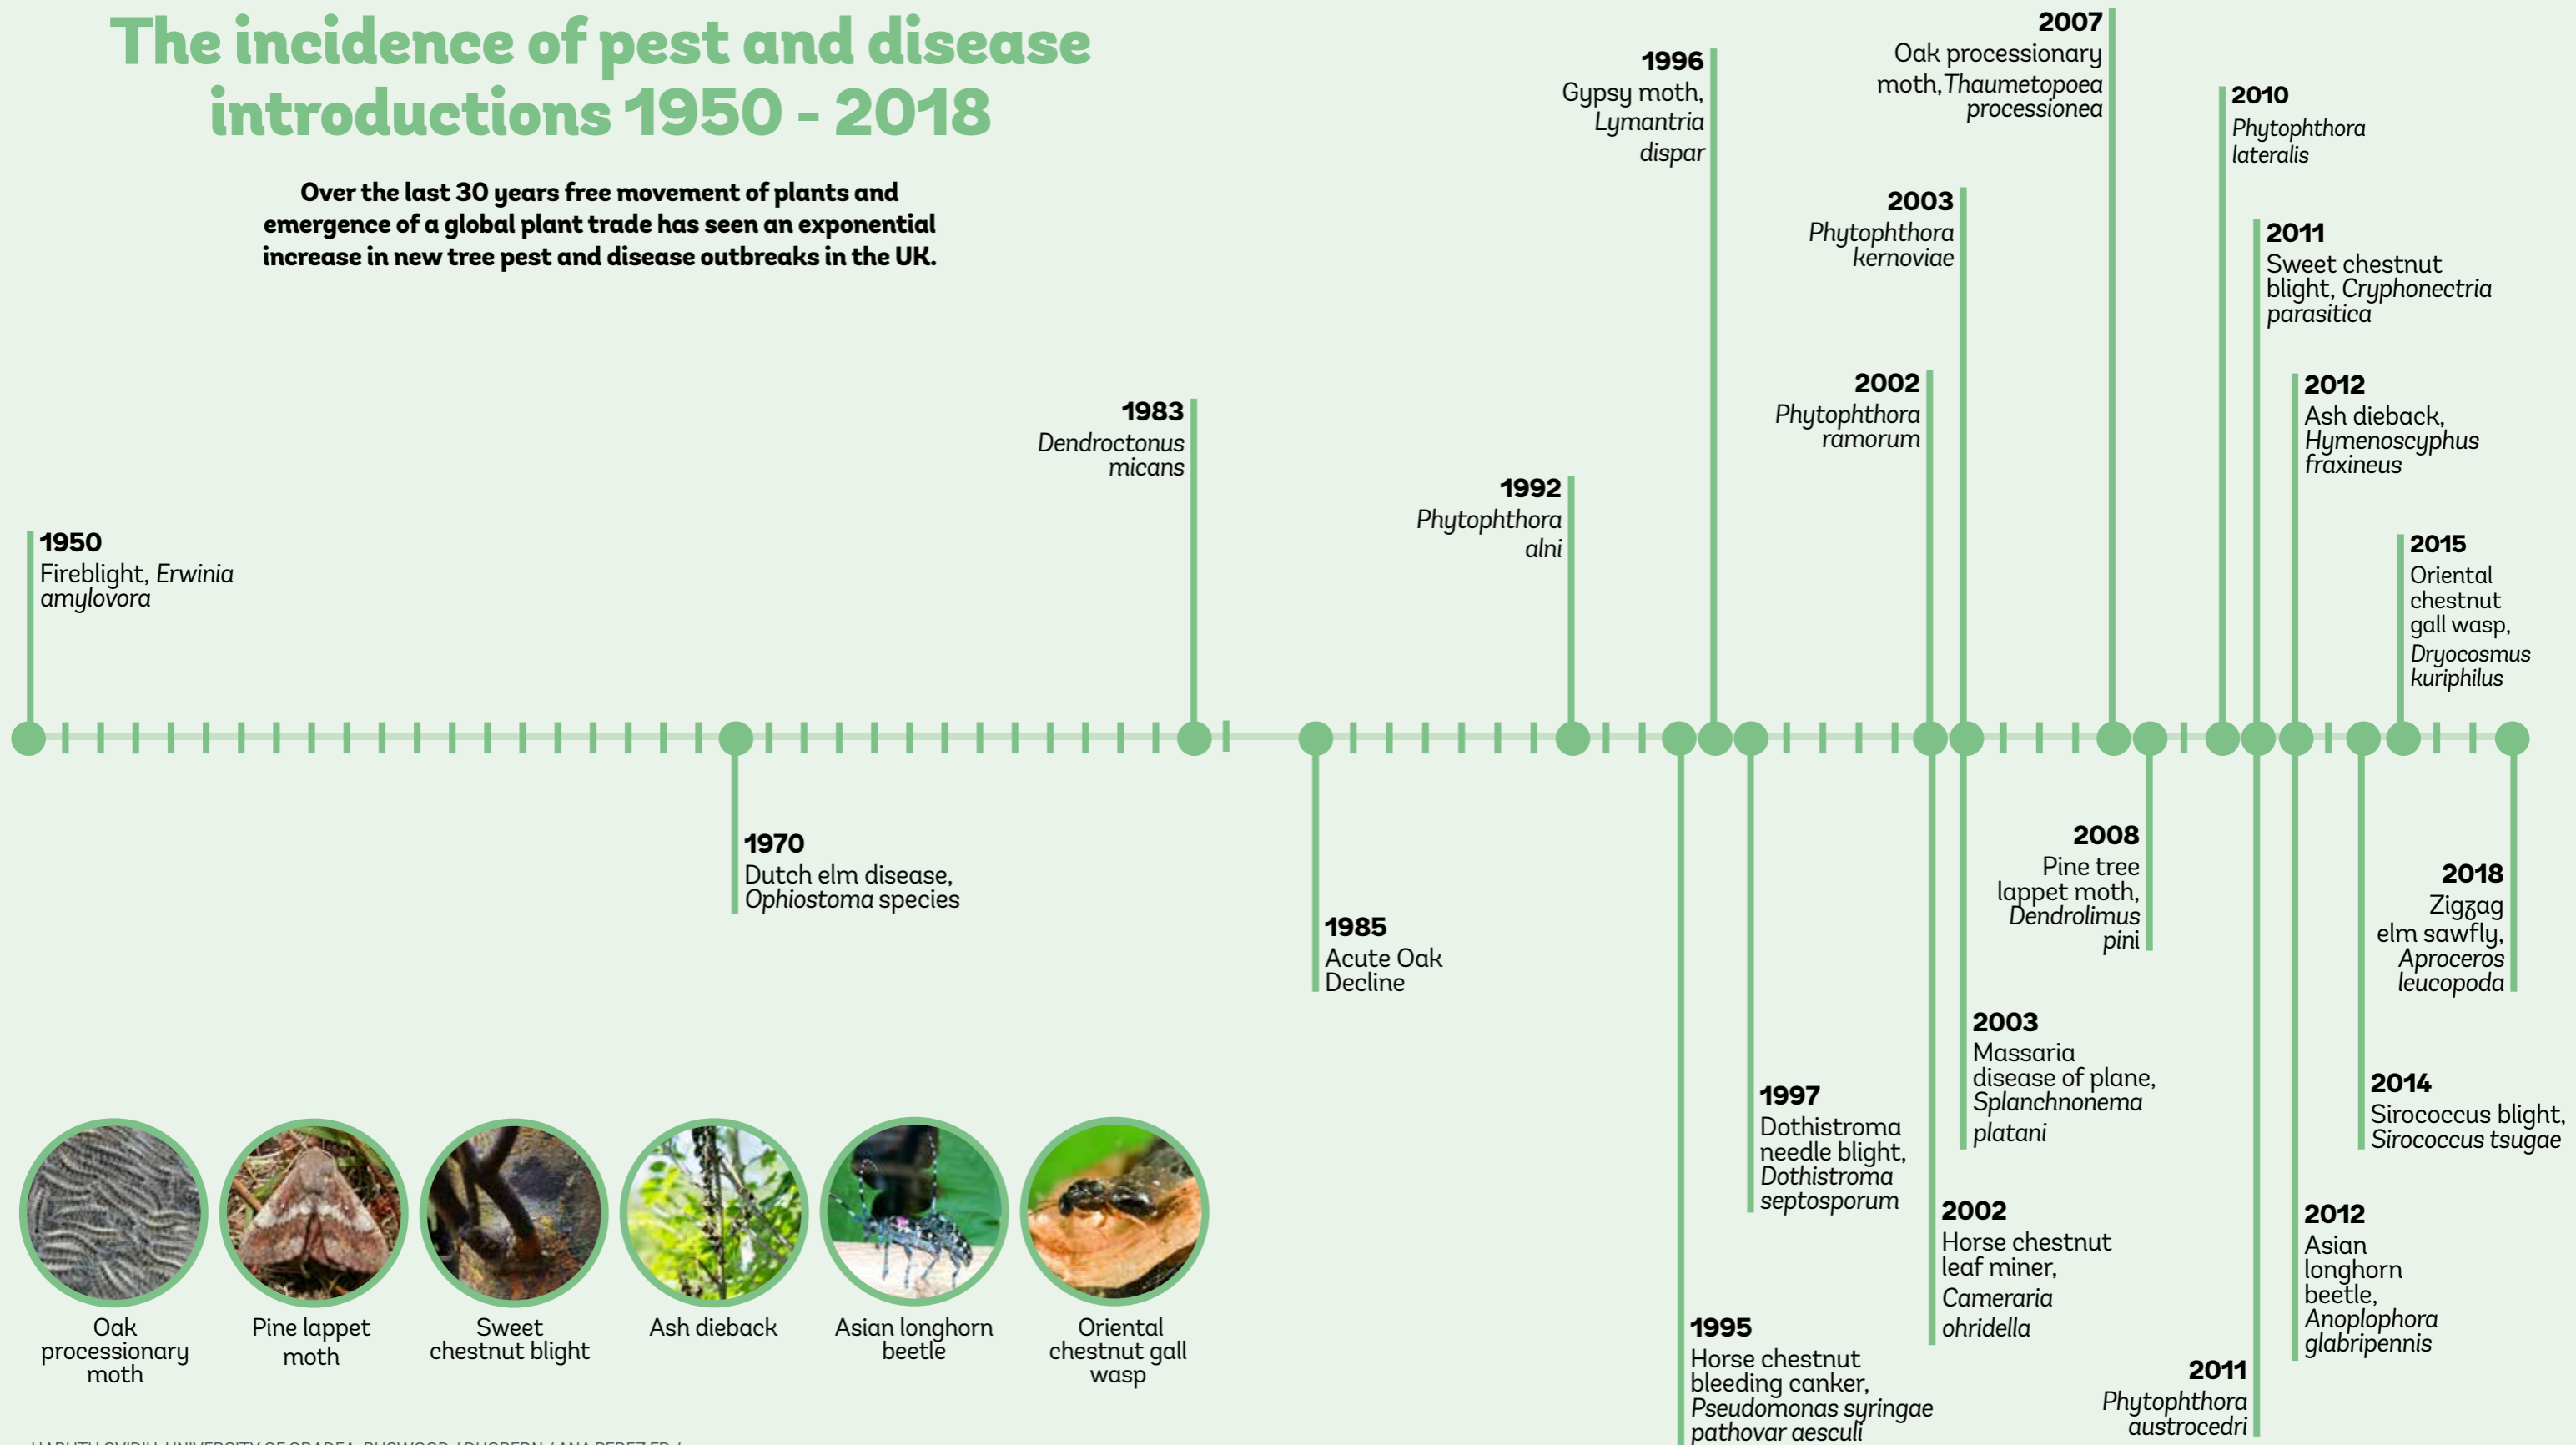 The incidence of pest and disease
introductions 1950 - 2018
Over the last 30 years free movement of plants and
emergence of a global plant trade has seen an exponential
increase in new tree pest and disease outbreaks in the UK.
1950
Fireblight, Erwinia
amylovora
1970
Dutch elm disease,
Ophiostoma species
1983
Dendroctonus
micans
1985
Acute Oak
Decline
1992
Phytophthora
alni
1995
Horse chestnut
bleeding canker,
Pseudomonas syringae
pathovar aesculi
1996
Gypsy moth,
Lymantria
dispar
1997
Dothistroma
needle blight,
Dothistroma
septosporum
2002
Phytophthora
ramorum
2002
Horse chestnut
leaf miner,
Cameraria
ohridella
2003
Phytophthora
kernoviae
2003
Massaria
disease of plane,
Splanchnonema
platani
2007
Oak processionary
moth, Thaumetopoea
processionea
2008
Pine tree
lappet moth,
Dendrolimus
pini
2010
Phytophthora
lateralis
2011
Sweet chestnut
blight, Cryphonectria
parasitica
2011
Phytophthora
austrocedri
2012
Ash dieback,
Hymenoscyphus
fraxineus
2012
Asian
longhorn
beetle,
Anoplophora
glabripennis
2014
Sirococcus blight,
Sirococcus tsugae
2015
Oriental
chestnut
gall wasp,
Dryocosmus
kuriphilus
2018
Zigzag
elm sawfly,
Aproceros
leucopoda
Oak
processionary
moth
Pine lappet
moth
Sweet
chestnut blight
Ash dieback
Asian longhorn
beetle
Oriental
chestnut gall
wasp